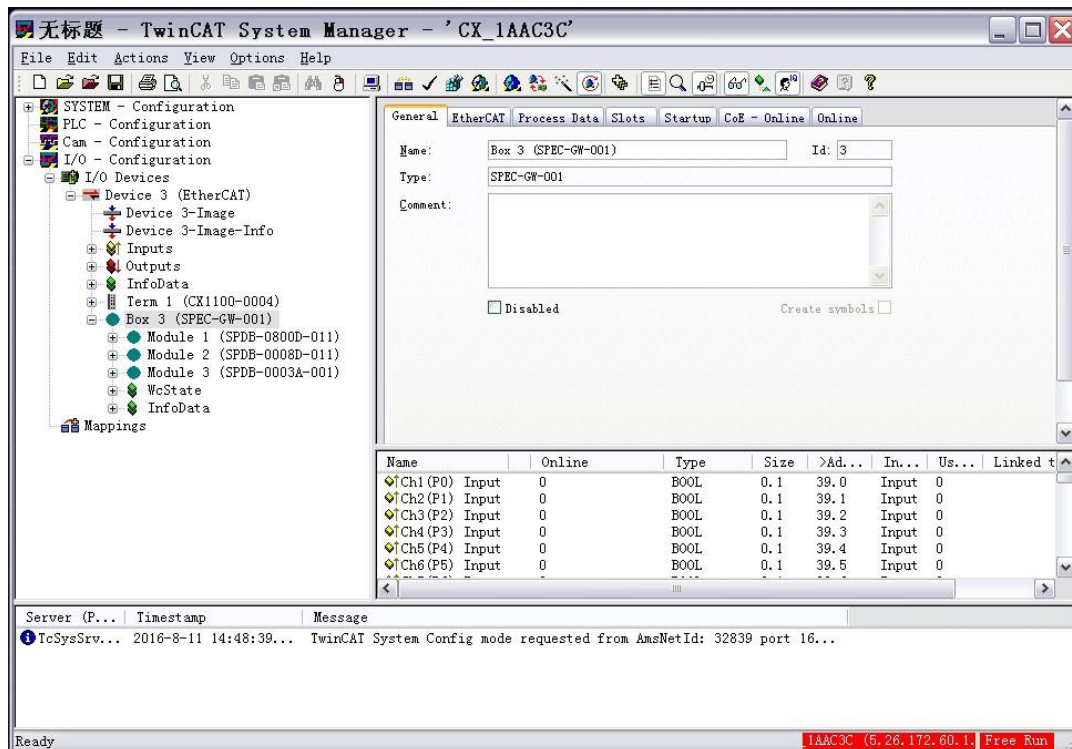 无标题 - TwinCAT System Manager - 'CX_1AAC3C'
File Edit Actions View Options Help
SYSTEM - Configuration
PLC - Configuration
Cam - Configuration
I/O - Configuration
I/O Devices
Device 3 (EtherCAT)
Device 3-Image
Device 3-Image-Info
Inputs
Outputs
InfoData
Term 1 (CX1100-0004)
Box 3 (SPEC-GW-001)
Module 1 (SPDB-0800D-011)
Module 2 (SPDB-0008D-011)
Module 3 (SPDB-0003A-001)
WcState
InfoData
Mappings
General EtherCAT Process Data Slots Startup CoE - Online Online
Name: Box 3 (SPEC-GW-001) Id: 3
Type: SPEC-GW-001
Comment:
Disabled Create symbols
Name Online Type Size >Ad... In... Us... Linked t
Ch1(P0) Input 0 BOOL 0.1 39.0 Input 0
Ch2(P1) Input 0 BOOL 0.1 39.1 Input 0
Ch3(P2) Input 0 BOOL 0.1 39.2 Input 0
Ch4(P3) Input 0 BOOL 0.1 39.3 Input 0
Ch5(P4) Input 0 BOOL 0.1 39.4 Input 0
Ch6(P5) Input 0 BOOL 0.1 39.5 Input 0
Server (P... Timestamp Message
TcSysSrv... 2016-8-11 14:48:39... TwinCAT System Config mode requested from AmsNetId: 32839 port 16...
Ready 1AAC3C (5.26.172.60.1. Free Run